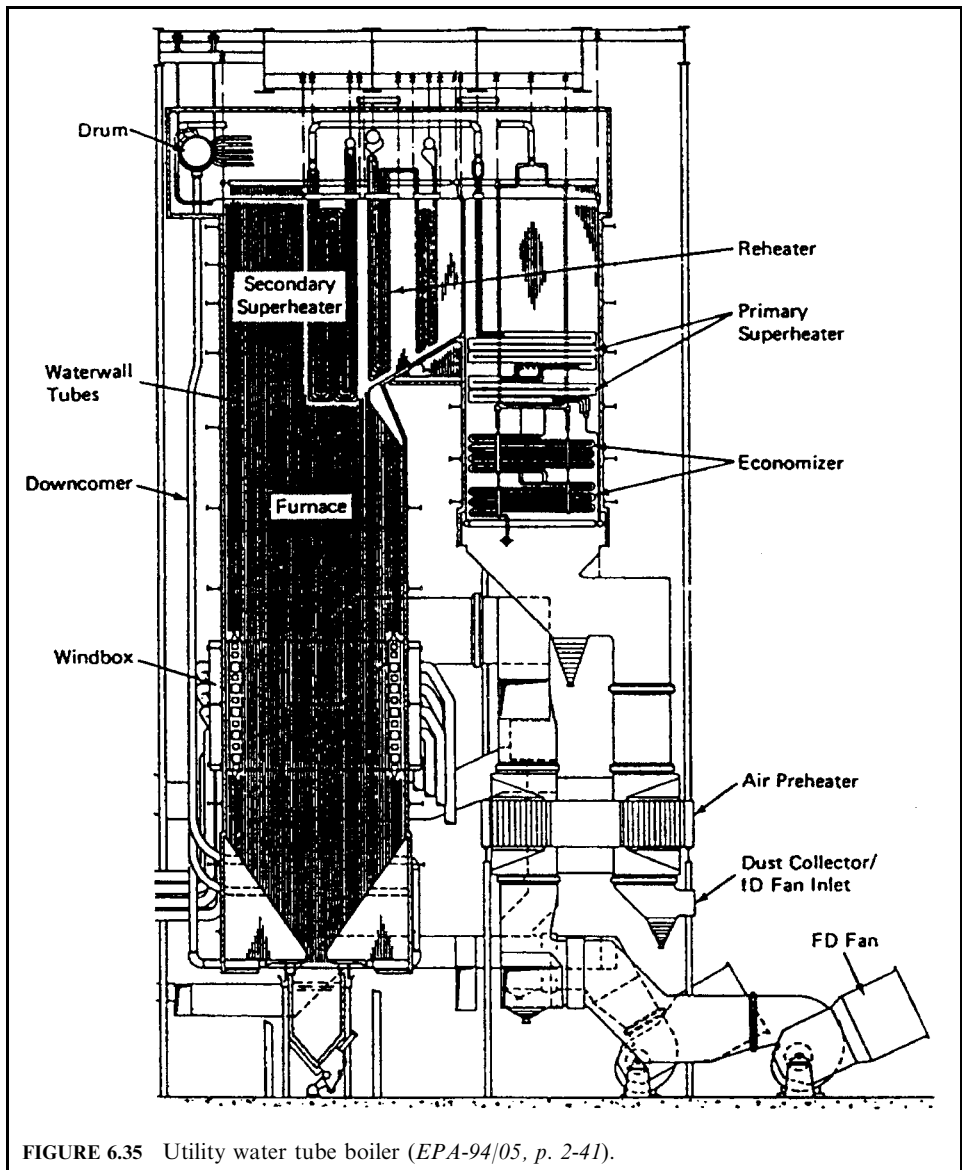 Drum
Reheater
Secondary
Superheater
Primary
Superheater
Waterwall
Tubes
Economizer
Downcomer
Furnace
Windbox
Air Preheater
Dust Collector/
ID Fan Inlet
FD Fan
FIGURE 6.35 Utility water tube boiler (EPA-94/05, p. 2-41).